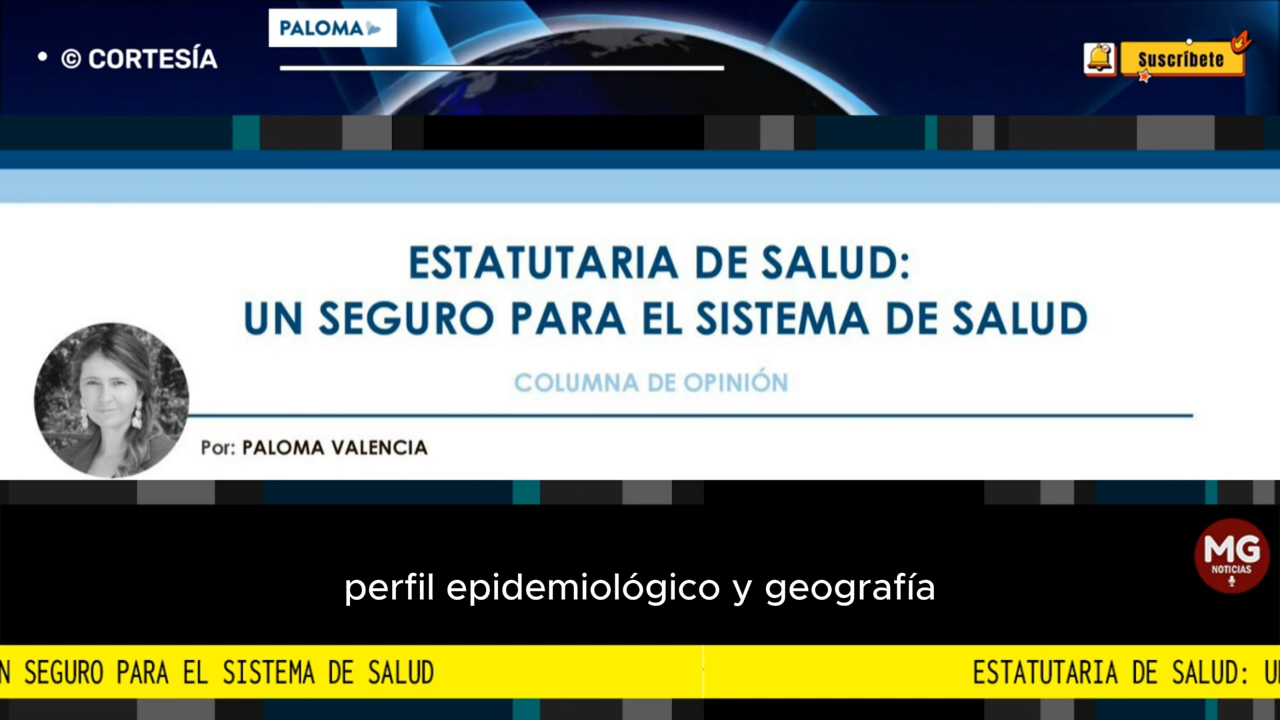 PALOMA
• © CORTESÍA
Suscríbete
ESTATUTARIA DE SALUD:
UN SEGURO PARA EL SISTEMA DE SALUD
COLUMNA DE OPINIÓN
Por: PALOMA VALENCIA
MG
NOTICIAS
perfil epidemiológico y geografía
N SEGURO PARA EL SISTEMA DE SALUD
ESTATUTARIA DE SALUD: U